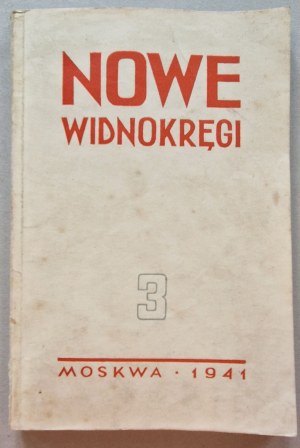 NOWE
WIDNOKRĘGI
3
MOSKWA · 1941